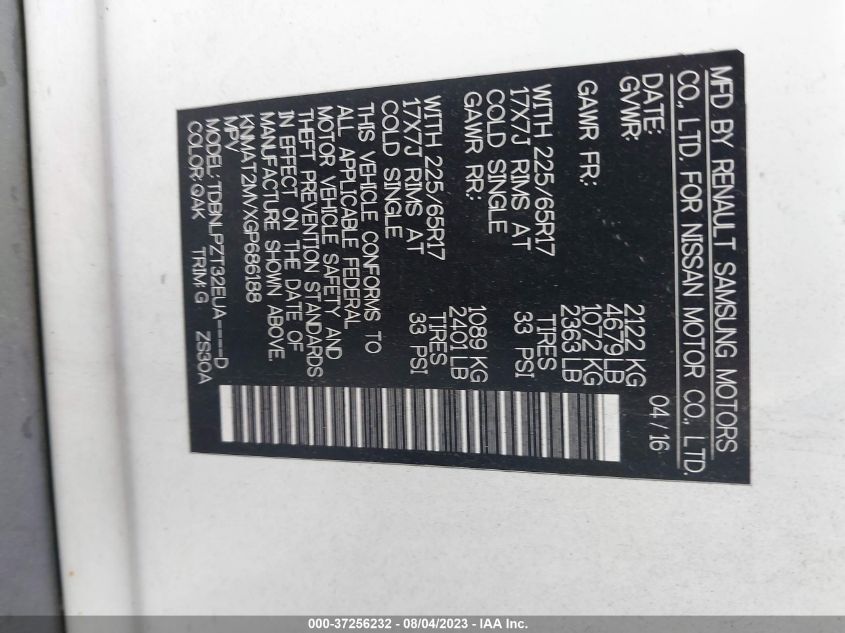 MFD BY RENAULT SAMSUNG MOTORS
CO., LTD. FOR NISSAN MOTOR CO., LTD.
DATE: 04/16
GVWR: 2122 KG
4679LB
GAWR FR: 1072 KG
2363 LB
WITH 225/65R17 TIRES
17X7J RIMS AT 33 PSI
COLD SINGLE
GAWR RR: 1089 KG
2401 LB
WITH 225/65R17 TIRES
17X7J RIMS AT 33 PSI
COLD SINGLE
THIS VEHICLE CONFORMS TO
ALL APPLICABLE FEDERAL
MOTOR VEHICLE SAFETY AND
THEFT PREVENTION STANDARDS
IN EFFECT ON THE DATE OF
MANUFACTURE SHOWN ABOVE.
KNMAT2MVXGP686188
MPV
MODEL: TDBNLPZT32EUA----D
COLOR:QAK TRIM:G ZS30A
000-37256232 - 08/04/2023 - IAA Inc.